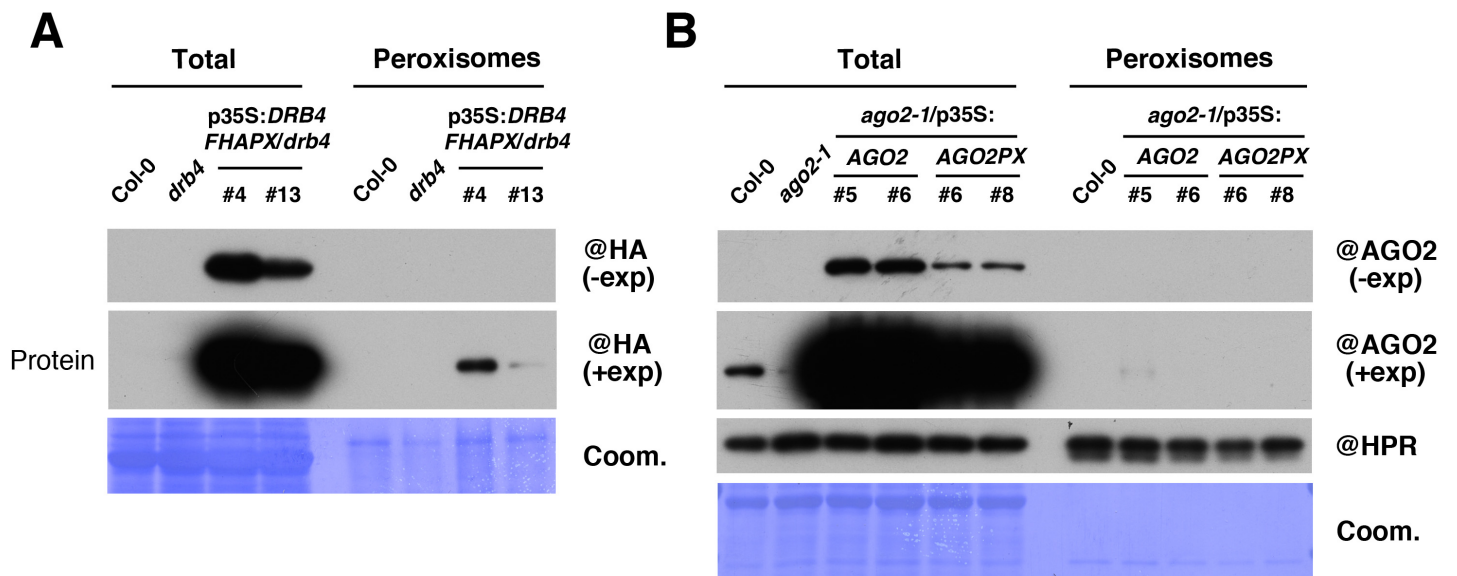 A
Total
Peroxisomes
p35S:DRB4
FHAPX/drb4
p35S:DRB4
FHAPX/drb4
Col-0
drb4
#4
#13
Col-0
drb4
#4
#13
@HA
(-exp)
Protein
@HA
(+exp)
Coom.
B
Total
Peroxisomes
ago2-1/p35S:
ago2-1/p35S:
Col-0
ago2-1
AGO2
AGO2PX
Col-0
AGO2
AGO2PX
#5
#6
#6
#8
#5
#6
#6
#8
@AGO2
(-exp)
@AGO2
(+exp)
@HPR
Coom.